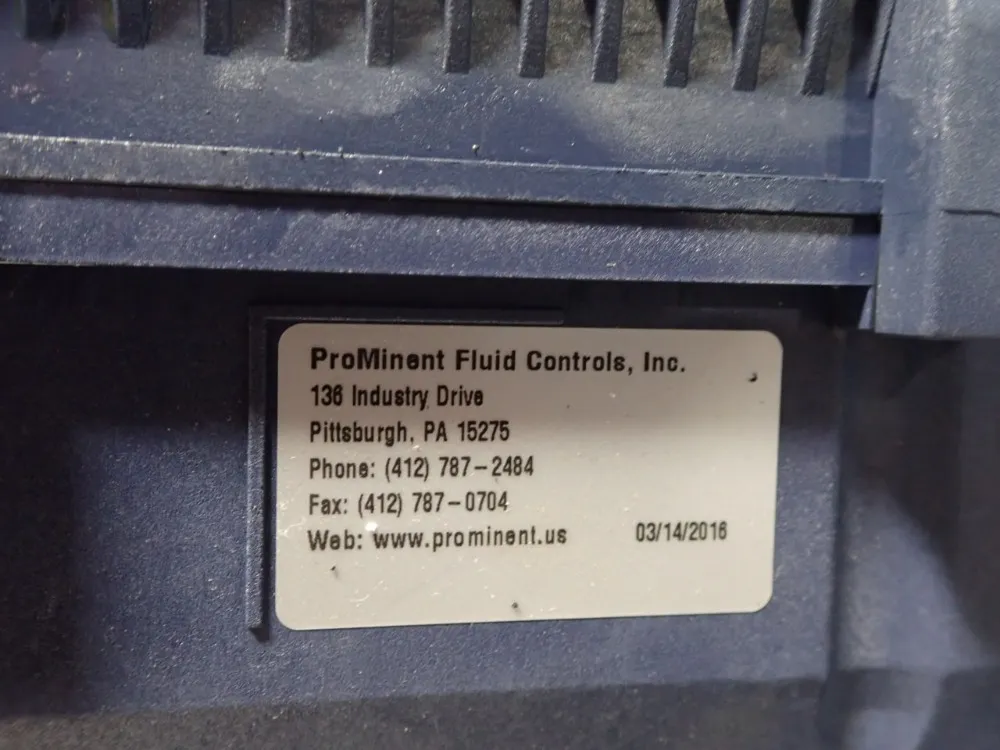 ProMinent Fluid Controls, Inc.
136 Industry Drive
Pittsburgh, PA 15275
Phone: (412) 787-2484
Fax: (412) 787-0704
Web: www.prominent.us 03/14/2016